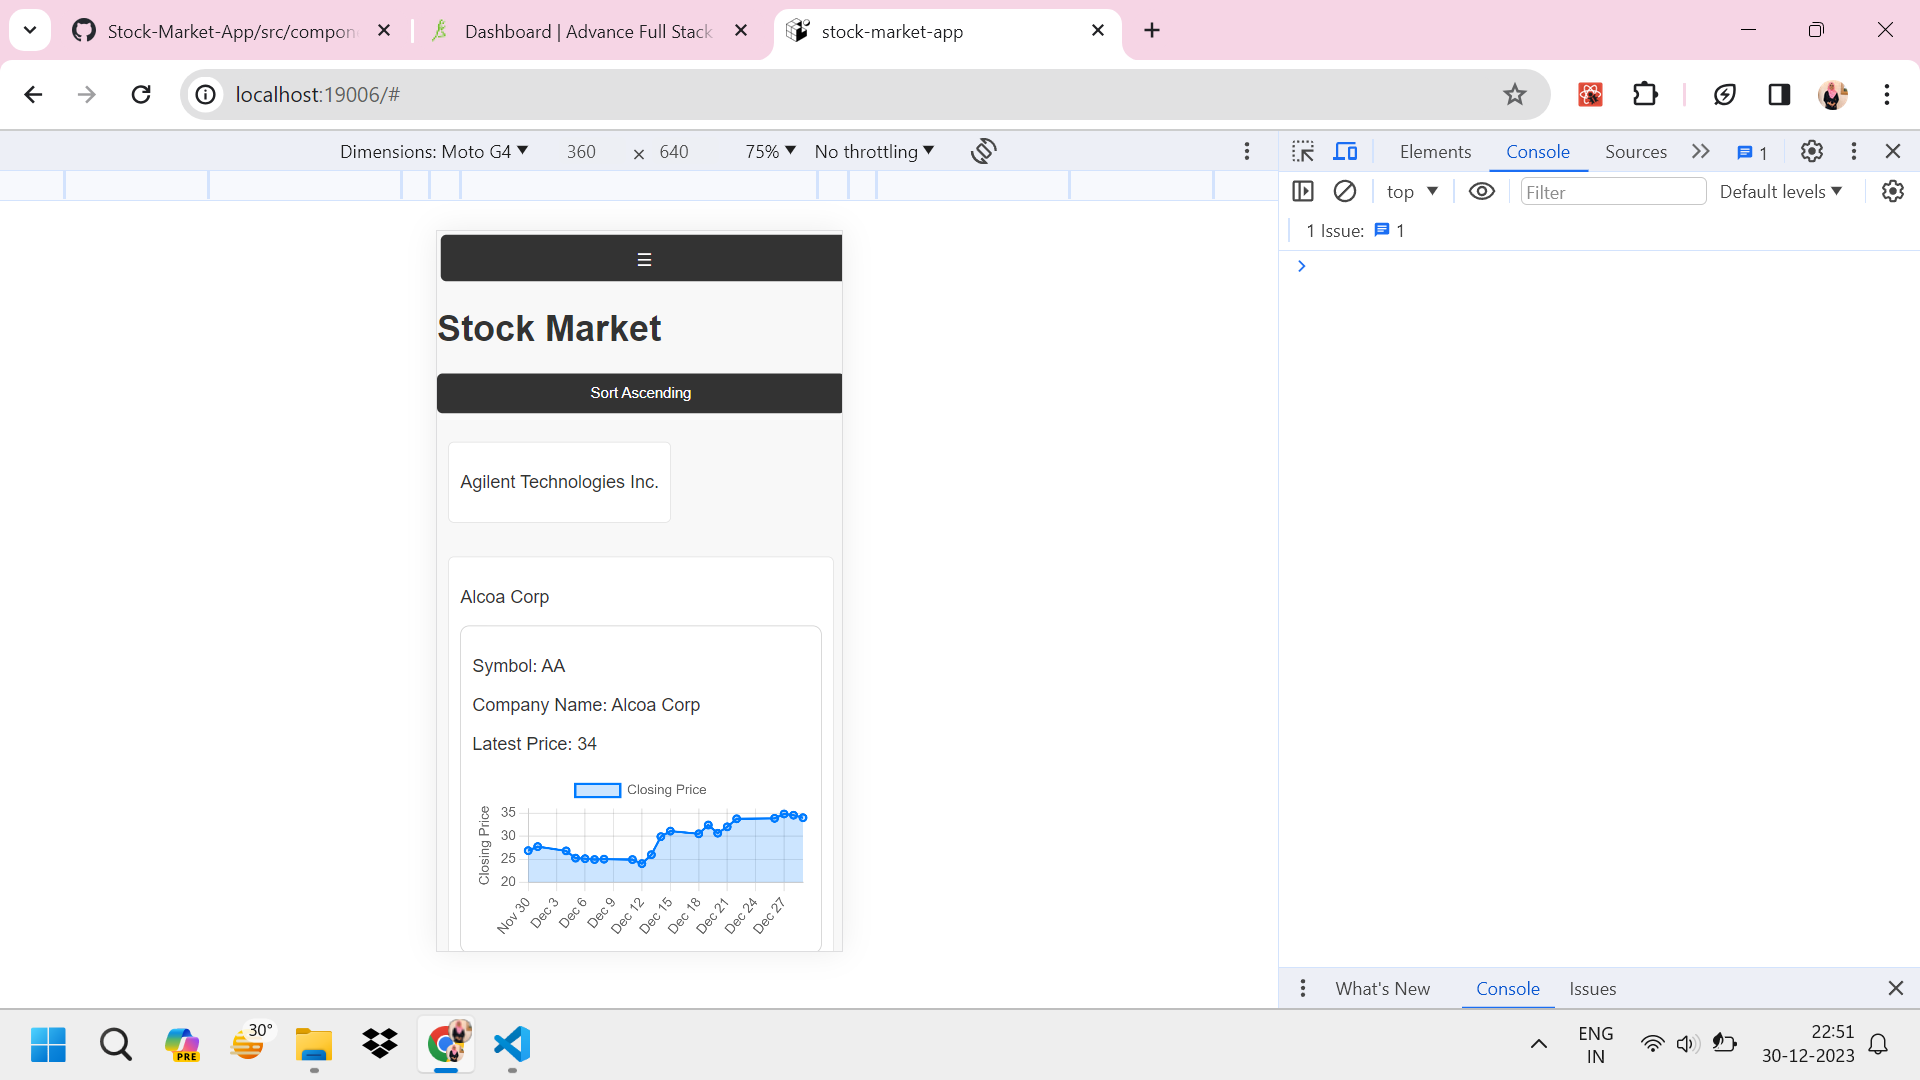 Stock-Market-App/src/compon
Dashboard | Advance Full Stack
stock-market-app
localhost:19006/#
Dimensions: Moto G4
360 × 640
75%
No throttling
Elements
Console
Sources
1
top
Filter
Default levels
1 Issue: 1
☰
Stock Market
Sort Ascending
Agilent Technologies Inc.
Alcoa Corp
Symbol: AA
Company Name: Alcoa Corp
Latest Price: 34
Closing Price
Closing Price
35
30
25
20
Nov 30
Dec 3
Dec 6
Dec 9
Dec 12
Dec 15
Dec 18
Dec 21
Dec 24
Dec 27
What's New
Console
Issues
PRE
30°
ENG
IN
22:51
30-12-2023